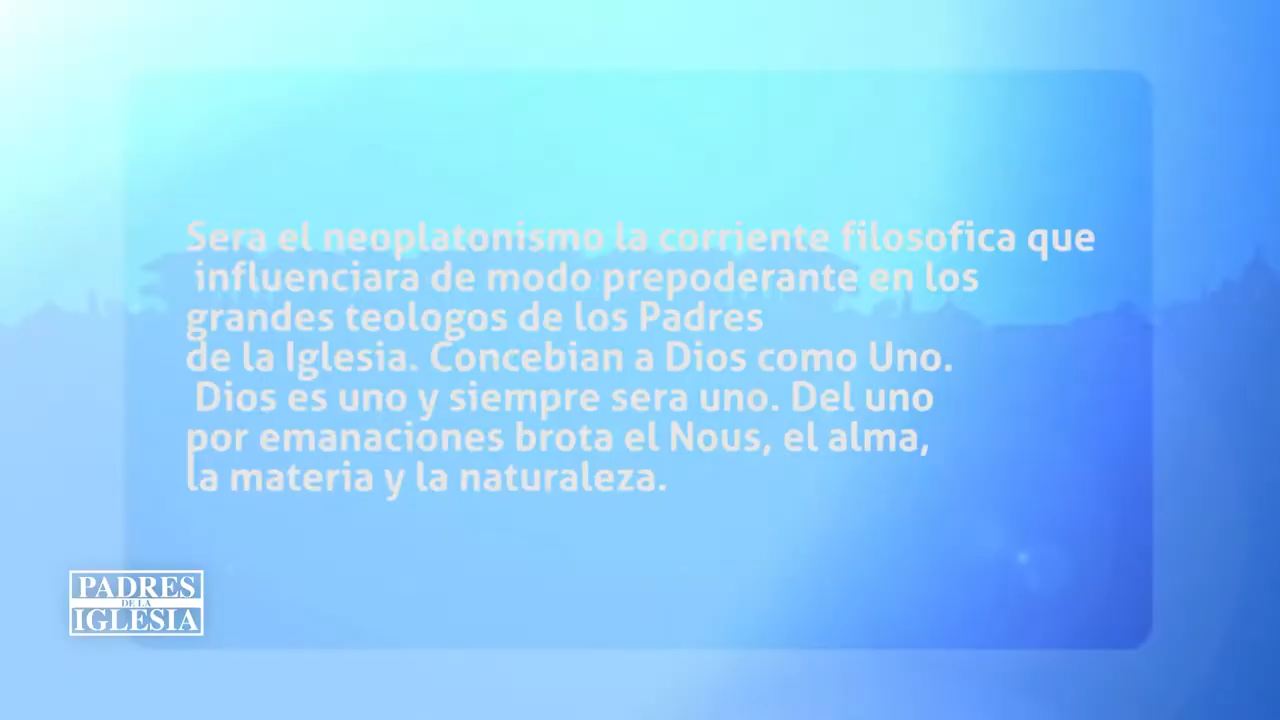 Sera el neoplatonismo la corriente filosofica que
influenciara de modo prepoderante en los
grandes teologos de los Padres
de la Iglesia. Concebian a Dios como Uno.
Dios es uno y siempre sera uno. Del uno
por emanaciones brota el Nous, el alma,
la materia y la naturaleza.
PADRES
DE LA
IGLESIA